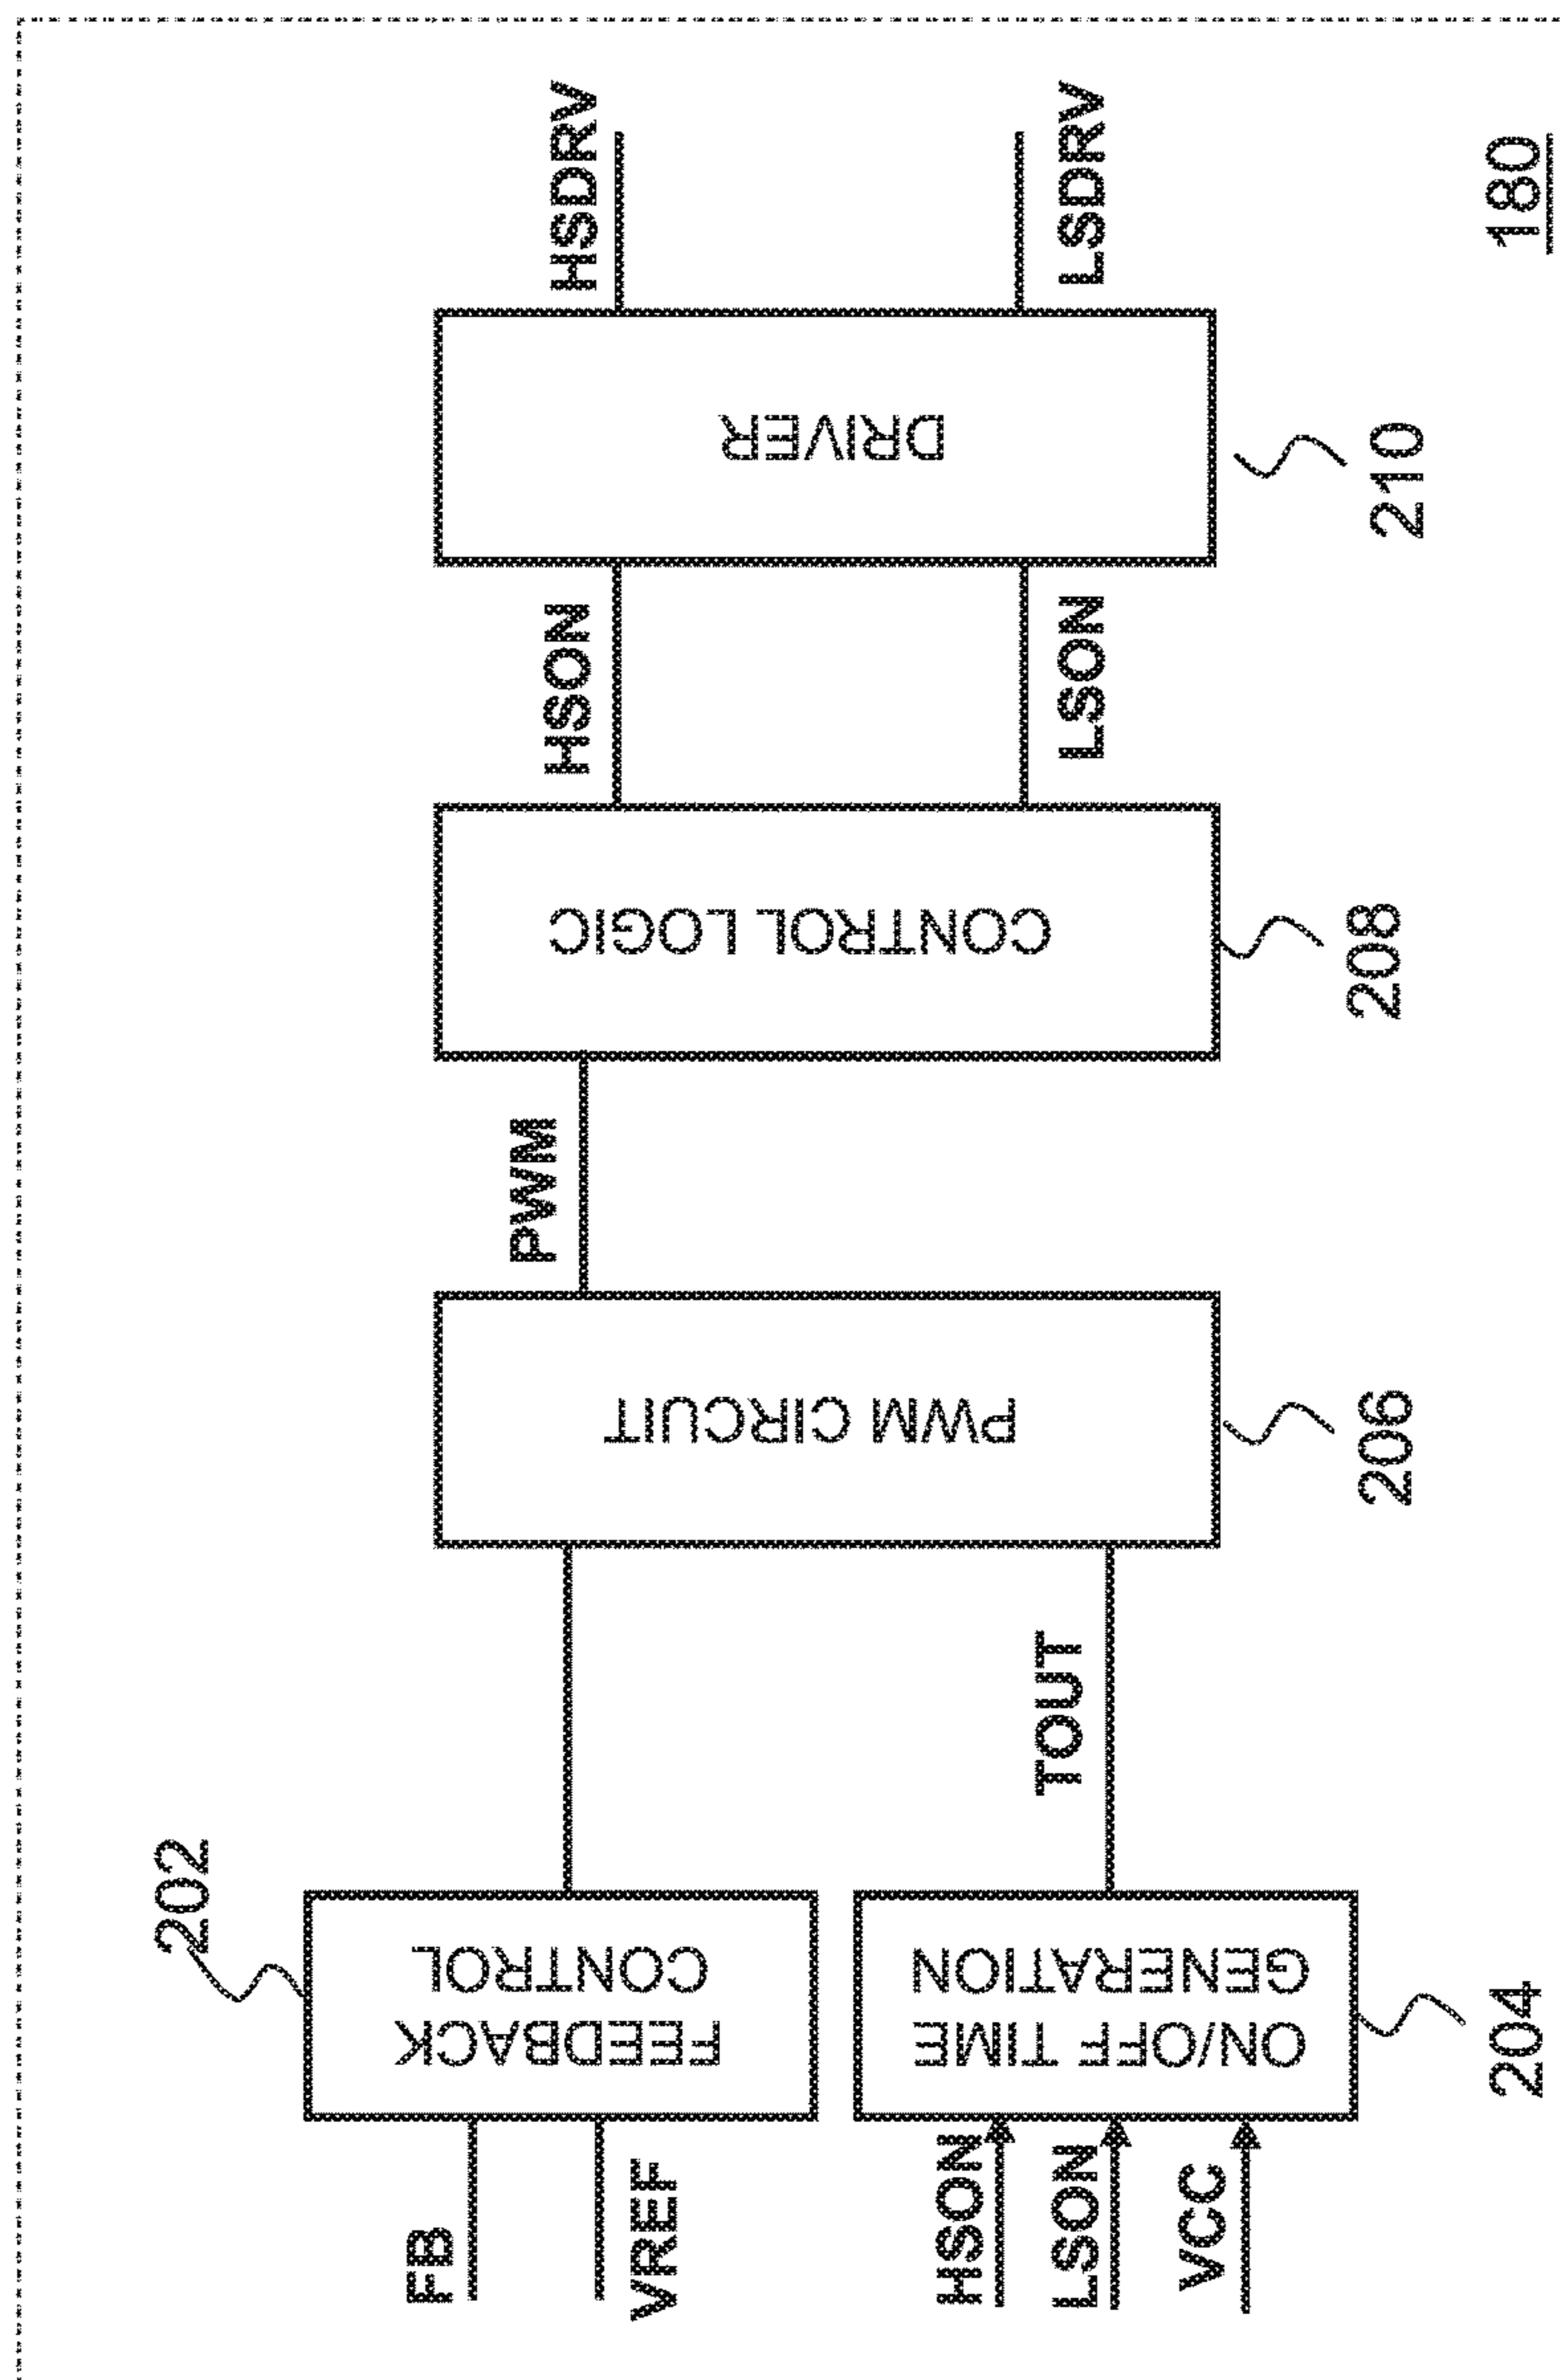 202
FB
VREF
FEEDBACK
CONTROL
HSON
LSON
VCC
ON/OFF TIME
GENERATION
204
TOUT
PWM CIRCUIT
206
PWM
CONTROL LOGIC
208
HSON
LSON
DRIVER
210
HSDRV
LSDRV
180